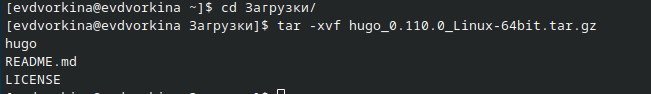 [evdvorkina@evdvorkina ~]$ cd Загрузки/
[evdvorkina@evdvorkina Загрузки]$ tar -xvf hugo_0.110.0_Linux-64bit.tar.gz
hugo
README.md
LICENSE